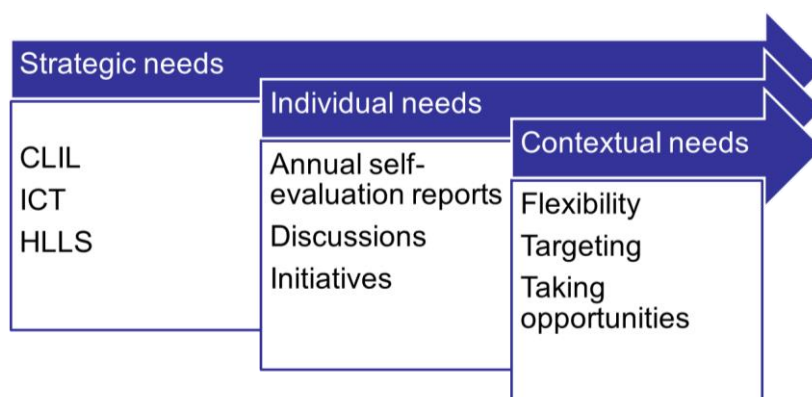 Strategic needs
CLIL
ICT
HLLS
Individual needs
Annual self-
evaluation reports
Discussions
Initiatives
Contextual needs
Flexibility
Targeting
Taking
opportunities